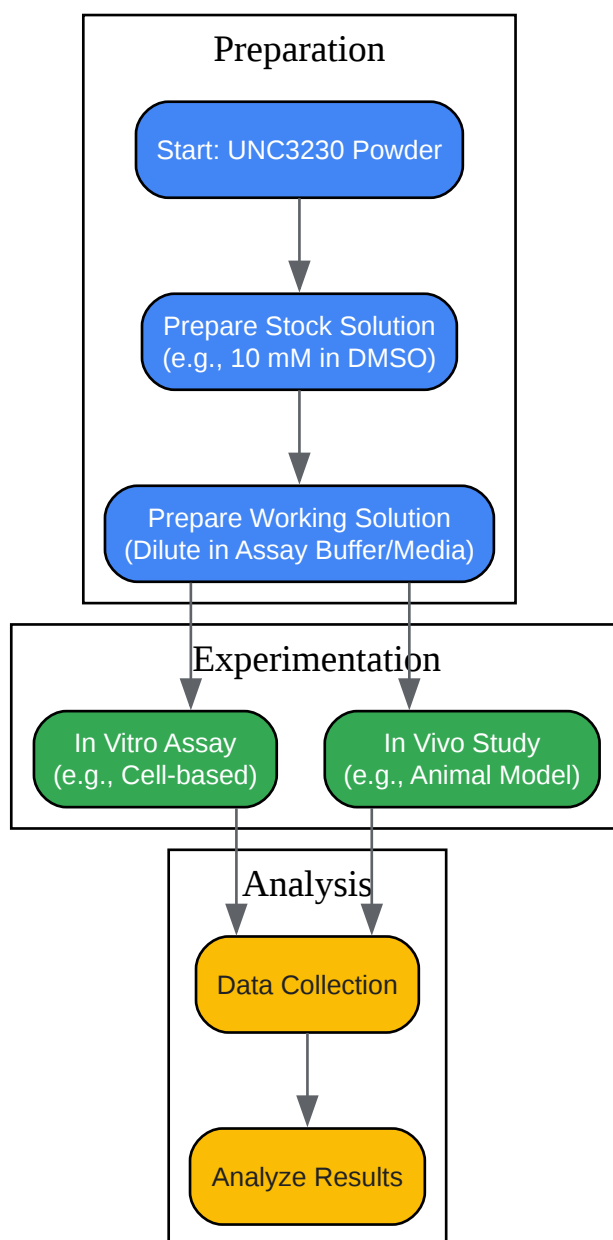 Preparation
Start: UNC3230 Powder
Prepare Stock Solution
(e.g., 10 mM in DMSO)
Prepare Working Solution
(Dilute in Assay Buffer/Media)
Experimentation
In Vitro Assay
(e.g., Cell-based)
In Vivo Study
(e.g., Animal Model)
Analysis
Data Collection
Analyze Results